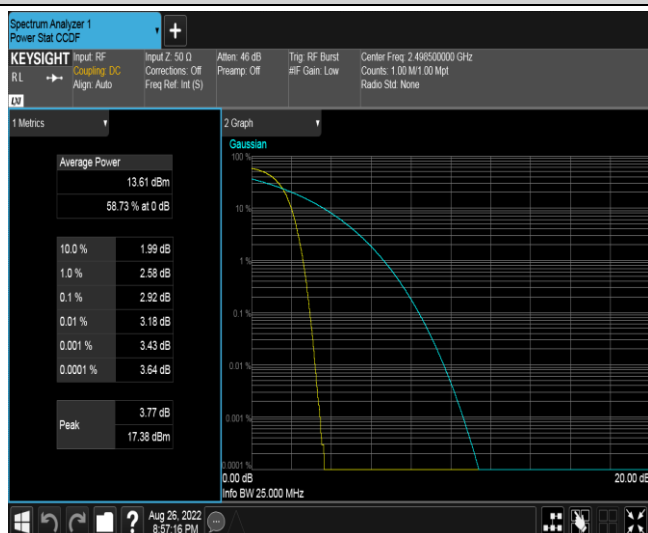 Spectrum Analyzer 1
Power Stat CCDF
+
KEYSIGHT
RL
LXI
Input: RF
Coupling: DC
Align: Auto
Input Z: 50 Ω
Corrections: Off
Freq Ref: Int (S)
Atten: 46 dB
Preamp: Off
Trig: RF Burst
#IF Gain: Low
Center Freq: 2.498500000 GHz
Counts: 1.00 M/1.00 Mpt
Radio Std: None
1 Metrics
Average Power
13.61 dBm
58.73 % at 0 dB
10.0 % 1.99 dB
1.0 % 2.58 dB
0.1 % 2.92 dB
0.01 % 3.18 dB
0.001 % 3.43 dB
0.0001 % 3.64 dB
Peak
3.77 dB
17.38 dBm
2 Graph
Gaussian
100 %
10 %
1 %
0.1 %
0.01 %
0.001 %
0.0001 %
0.00 dB 20.00 dB
Info BW 25.000 MHz
?
Aug 26, 2022
8:57:16 PM